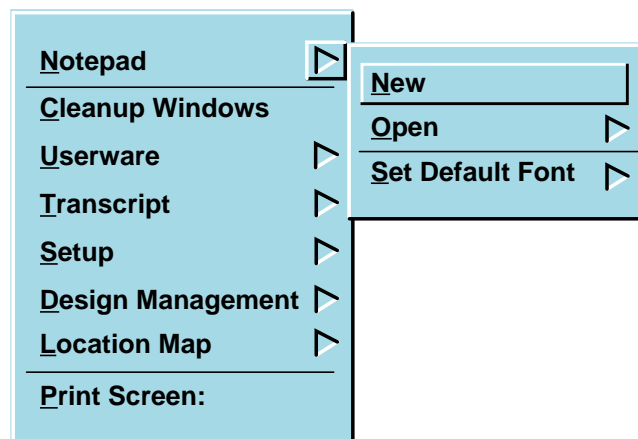 Notepad
Cleanup Windows
Userware
Transcript
Setup
Design Management
Location Map
Print Screen:
New
Open
Set Default Font